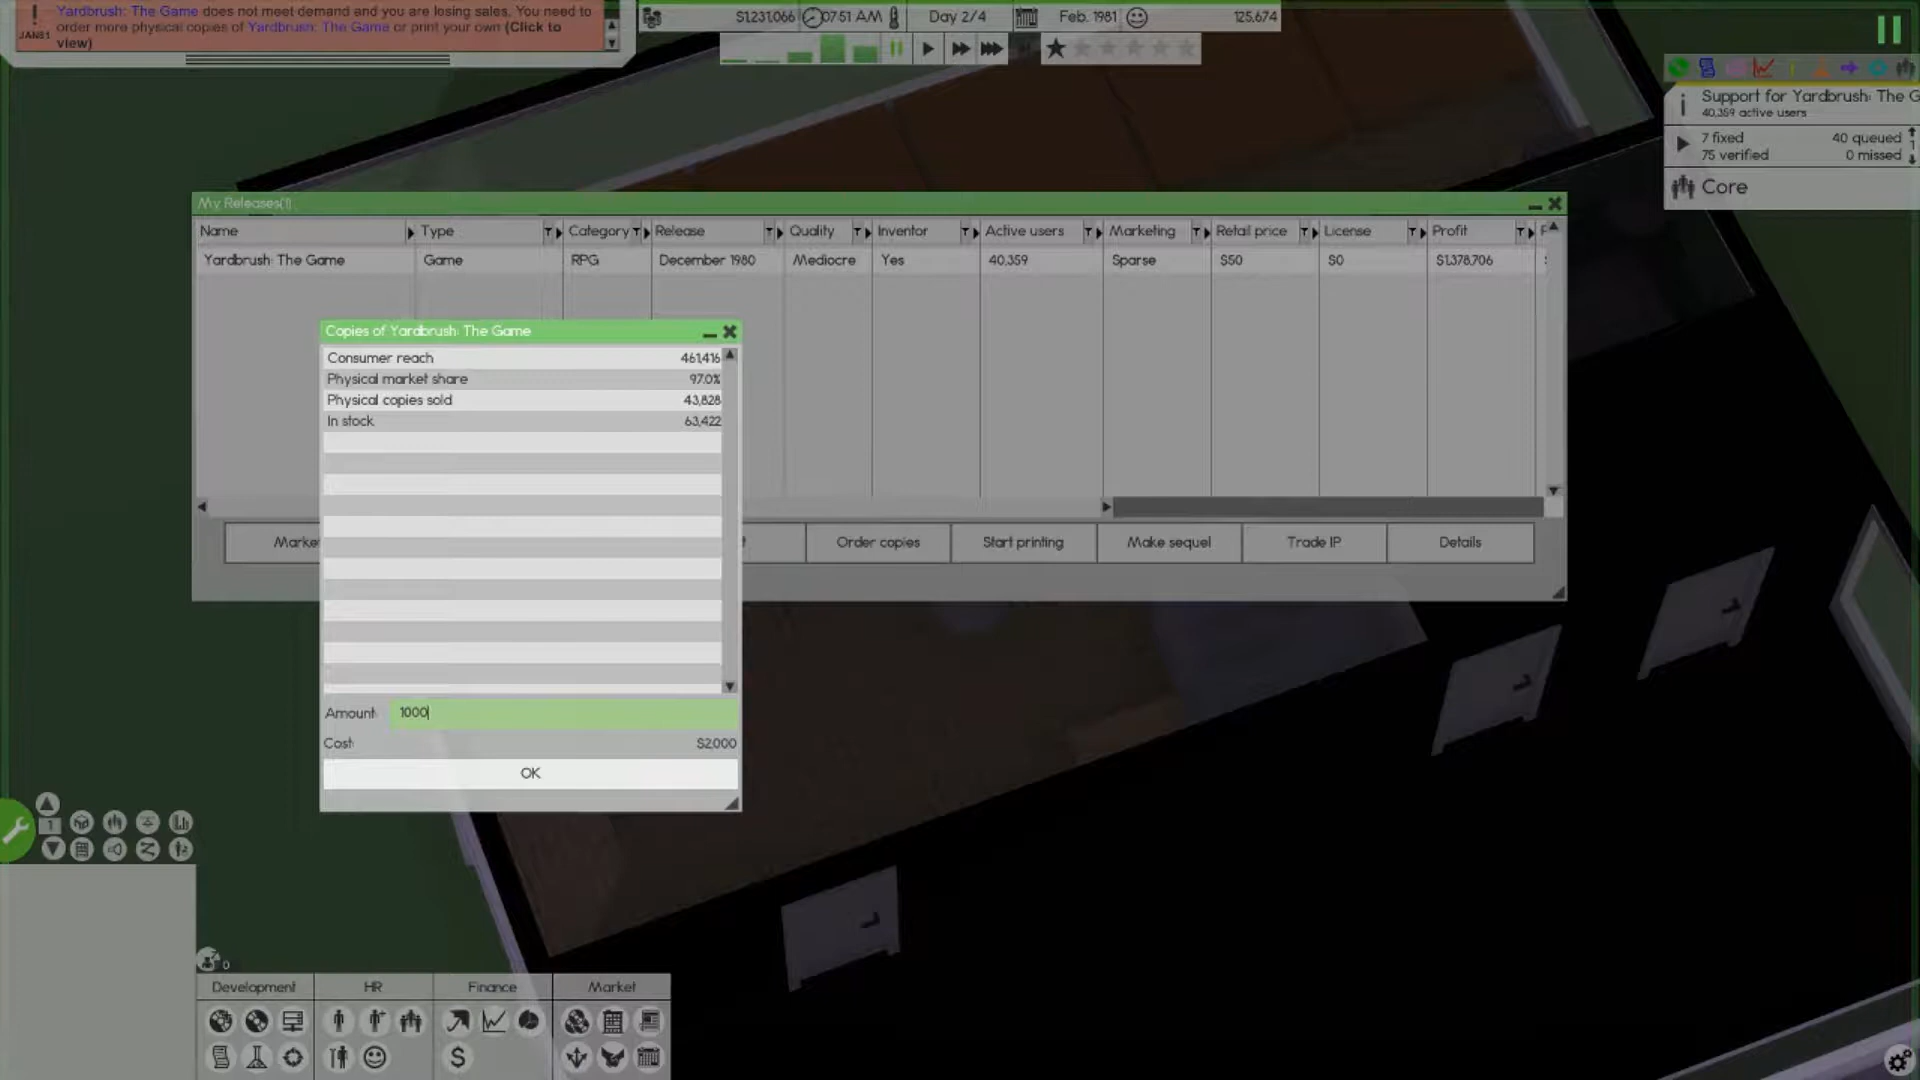 Yardbrush: The Game does not meet demand and you are losing sales. You need to
order more physical copies of Yardbrush: The Game or print your own (Click to
view)
JAN81
$1,231,066
07:51 AM
Day 2/4
Feb. 1981
125,674
Support for Yardbrush: The G
40,359 active users
7 fixed 40 queued
75 verified 0 missed
1
Core
My Releases(1)
Name Type Category Release Quality Inventor Active users Marketing Retail price License Profit
Yardbrush: The Game Game RPG December 1980 Mediocre Yes 40,359 Sparse $50 $0 $1,378,706
Copies of Yardbrush: The Game
Consumer reach 461,416
Physical market share 97.0%
Physical copies sold 43,828
In stock 63,422
Market
Order copies Start printing Make sequel Trade IP Details
Amount: 1000
Cost: $2,000
OK
1
0
Development HR Finance Market